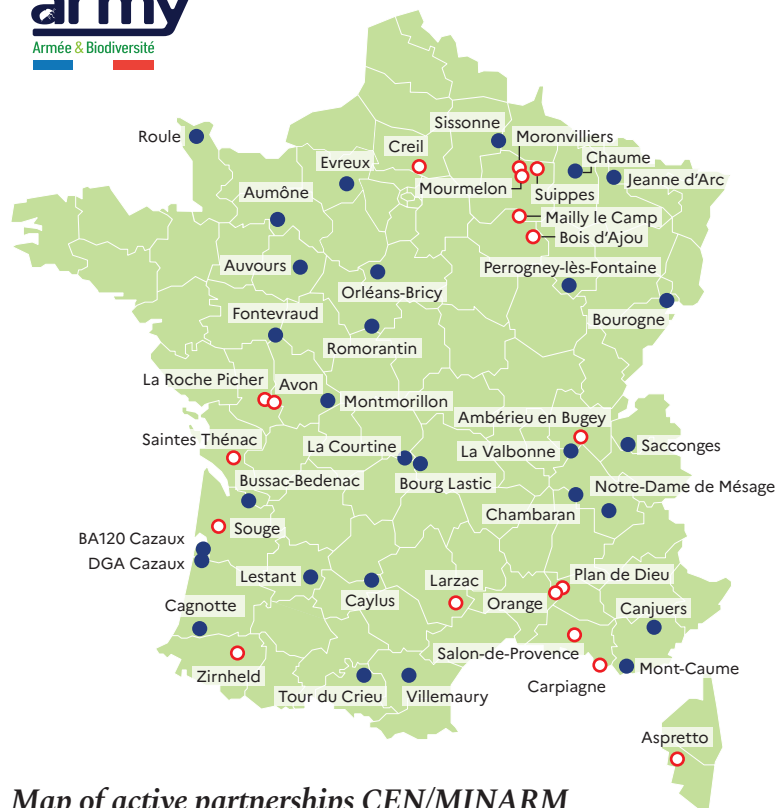 army
Armée & Biodiversité
Sissonne
Roule
Moronvilliers
Creil
Chaume
Evreux
Jeanne d'Arc
Mourmelon
Suippes
Aumône
Mailly le Camp
Bois d'Ajou
Auvours
Perrogney-lès-Fontaine
Orléans-Bricy
Fontevraud
Bourogne
Romorantin
La Roche Picher
Avon
Montmorillon
Ambérieu en Bugey
Saintes Thénac
La Courtine
La Valbonne
Sacconges
Bussac-Bedenac
Bourg Lastic
Notre-Dame de Mésage
Chambaran
Souge
BA120 Cazaux
DGA Cazaux
Lestant
Caylus
Larzac
Plan de Dieu
Orange
Cagnotte
Canjuers
Salon-de-Provence
Zirnheld
Mont-Caume
Carpiagne
Tour du Crieu
Villemaury
Aspretto
Map of active partnerships CEN/MINARM